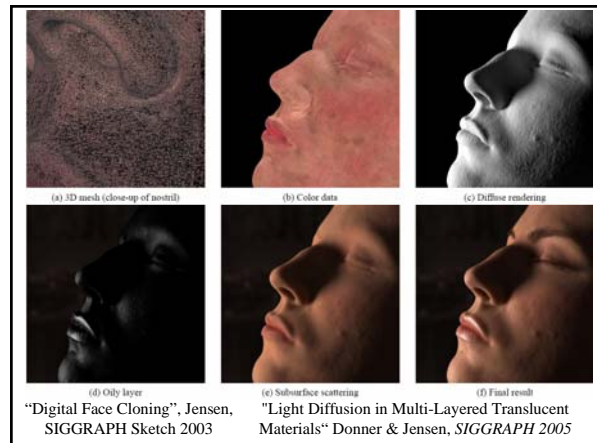 (a) 3D mesh (close-up of nostril)
(b) Color data
(c) Diffuse rendering
(d) Oily layer
(e) Subsurface scattering
(f) Final result
“Digital Face Cloning”, Jensen,
SIGGRAPH Sketch 2003
"Light Diffusion in Multi-Layered Translucent
Materials“ Donner & Jensen, SIGGRAPH 2005